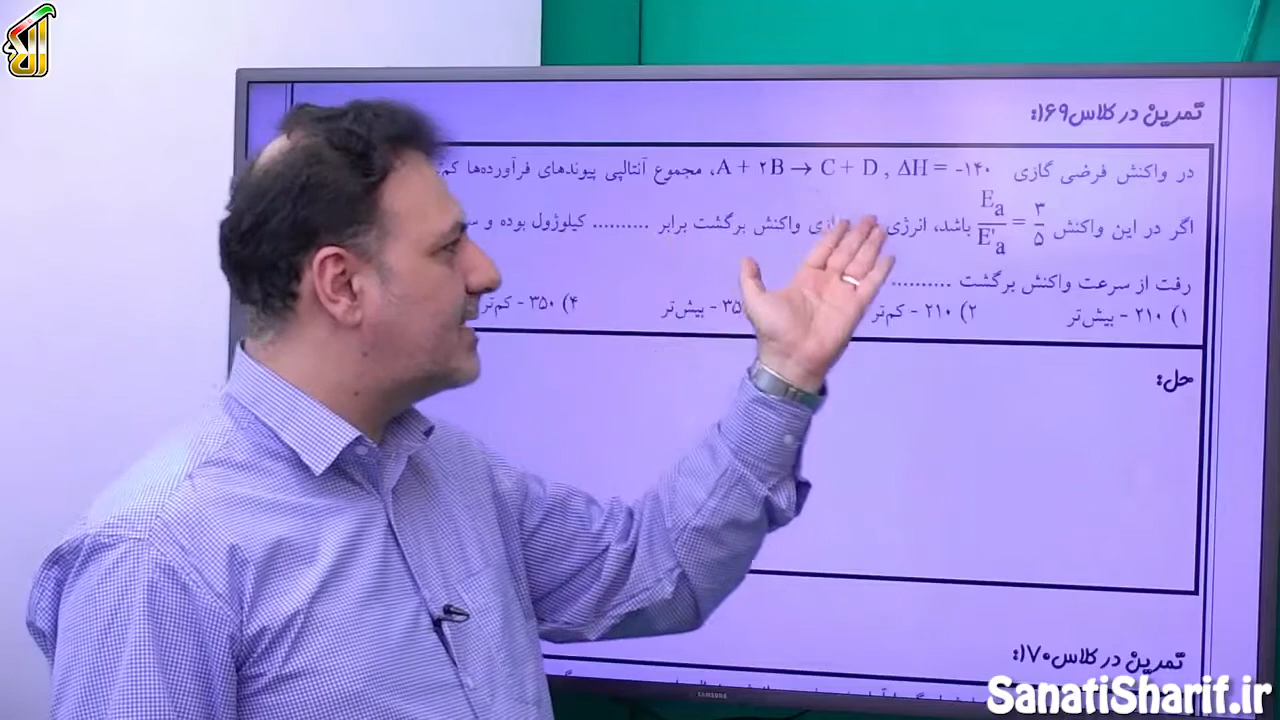 تمرین در کلاس ۱۶۹:
در واکنش فرضی گازی A + ۲B → C + D , ΔH = -۱۴۰، مجموع آنتالپی پیوندهای فرآورده‌ها
اگر در این واکنش Ea/E'a = ۳/۵ باشد، انرژی واکنش برگشت برابر .......... کیلوژول بوده و
رفت از سرعت واکنش برگشت ..........
۱) ۲۱۰ - بیش‌تر ۲) ۲۱۰ - کم‌تر - بیش‌تر ۴) ۳۵۰ - کم‌تر
حل:
تمرین در کلاس ۱۷۰:
SAMSUNG
SanatiSharif.ir